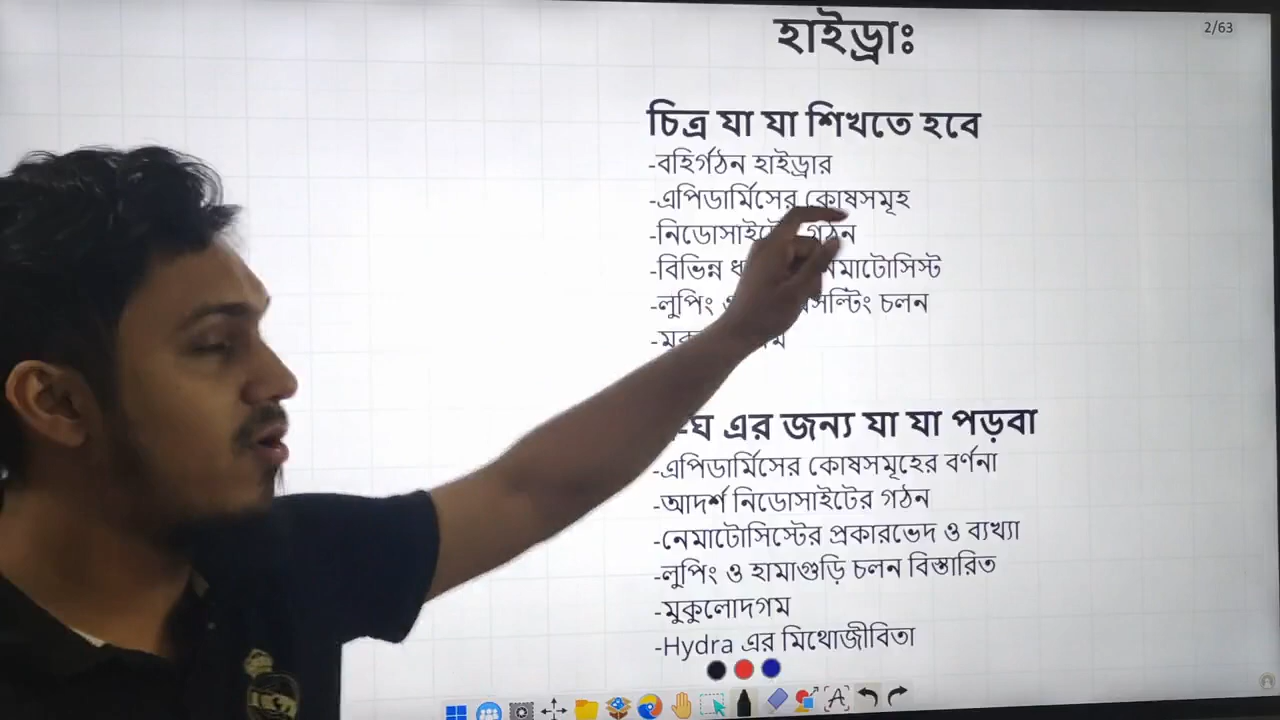 2/63
হাইড্রাঃ
চিত্র যা যা শিখতে হবে
-বহির্গঠন হাইড্রার
-এপিডার্মিসের কোষসমূহ
-নিডোসাইটের গঠন
-বিভিন্ন নেমাটোসিস্ট
-লুপিং চলন
ঘ এর জন্য যা যা পড়বা
-এপিডার্মিসের কোষসমূহের বর্ণনা
-আদর্শ নিডোসাইটের গঠন
-নেমাটোসিস্টের প্রকারভেদ ও ব্যখ্যা
-লুপিং ও হামাগুড়ি চলন বিস্তারিত
-মুকুলোদগম
-Hydra এর মিথোজীবিতা